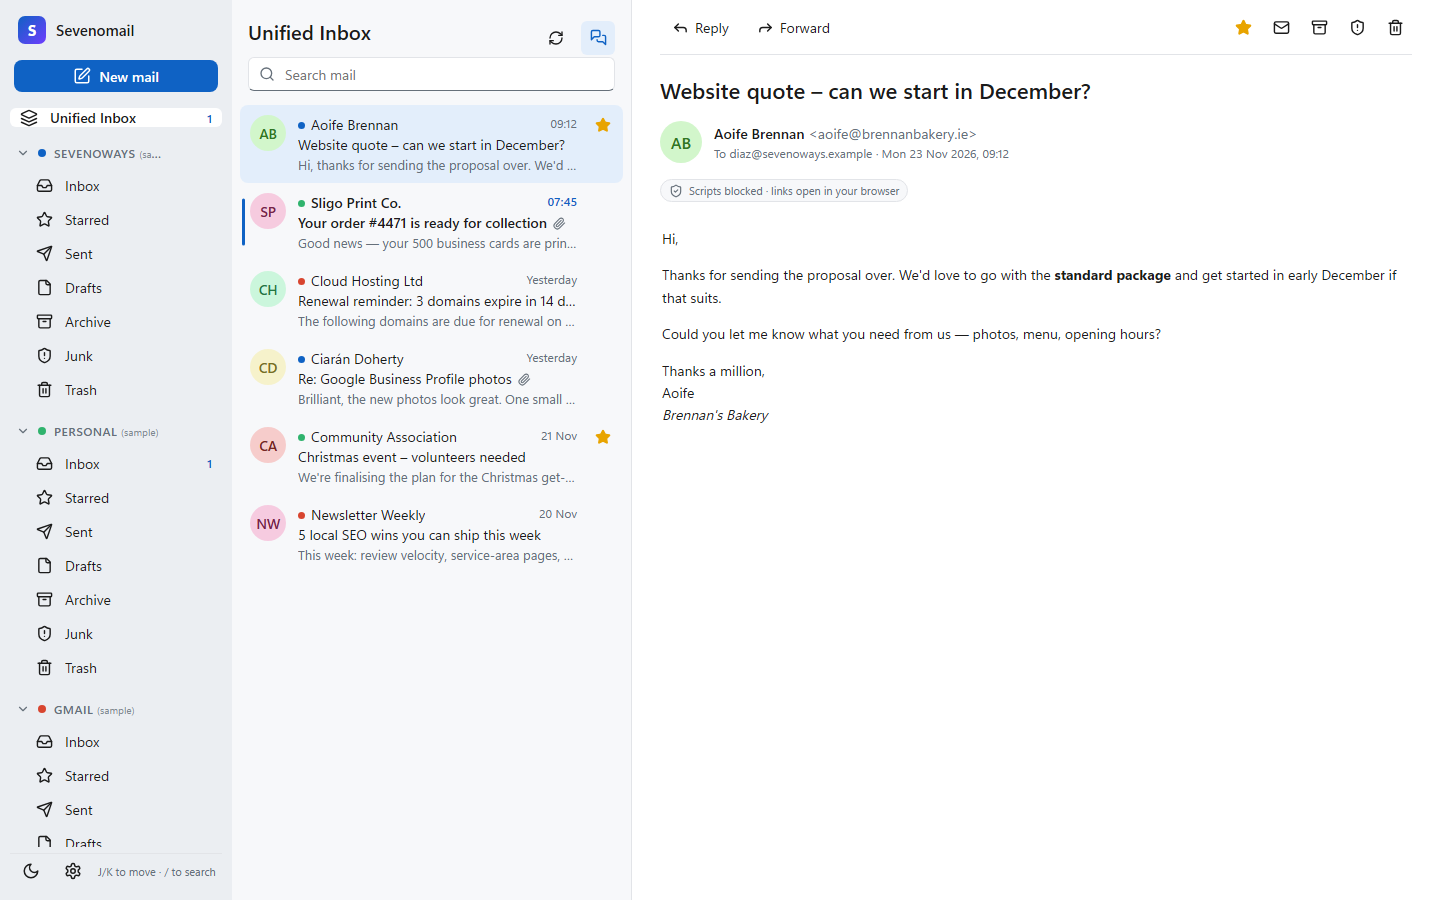 S Sevenomail
New mail
Unified Inbox 1
SEVENOWAYS (sa...
Inbox
Starred
Sent
Drafts
Archive
Junk
Trash
PERSONAL (sample)
Inbox 1
Starred
Sent
Drafts
Archive
Junk
Trash
GMAIL (sample)
Inbox
Starred
Sent
Drafts
J/K to move · / to search
Unified Inbox
Search mail
AB Aoife Brennan 09:12
Website quote – can we start in December?
Hi, thanks for sending the proposal over. We'd ...
SP Sligo Print Co. 07:45
Your order #4471 is ready for collection
Good news — your 500 business cards are prin...
CH Cloud Hosting Ltd Yesterday
Renewal reminder: 3 domains expire in 14 d...
The following domains are due for renewal on ...
CD Ciarán Doherty Yesterday
Re: Google Business Profile photos
Brilliant, the new photos look great. One small ...
CA Community Association 21 Nov
Christmas event – volunteers needed
We're finalising the plan for the Christmas get-...
NW Newsletter Weekly 20 Nov
5 local SEO wins you can ship this week
This week: review velocity, service-area pages, ...
Reply Forward
Website quote – can we start in December?
AB Aoife Brennan <aoife@brennanbakery.ie>
To diaz@sevenoways.example · Mon 23 Nov 2026, 09:12
Scripts blocked · links open in your browser
Hi,
Thanks for sending the proposal over. We'd love to go with the standard package and get started in early December if
that suits.
Could you let me know what you need from us — photos, menu, opening hours?
Thanks a million,
Aoife
Brennan's Bakery